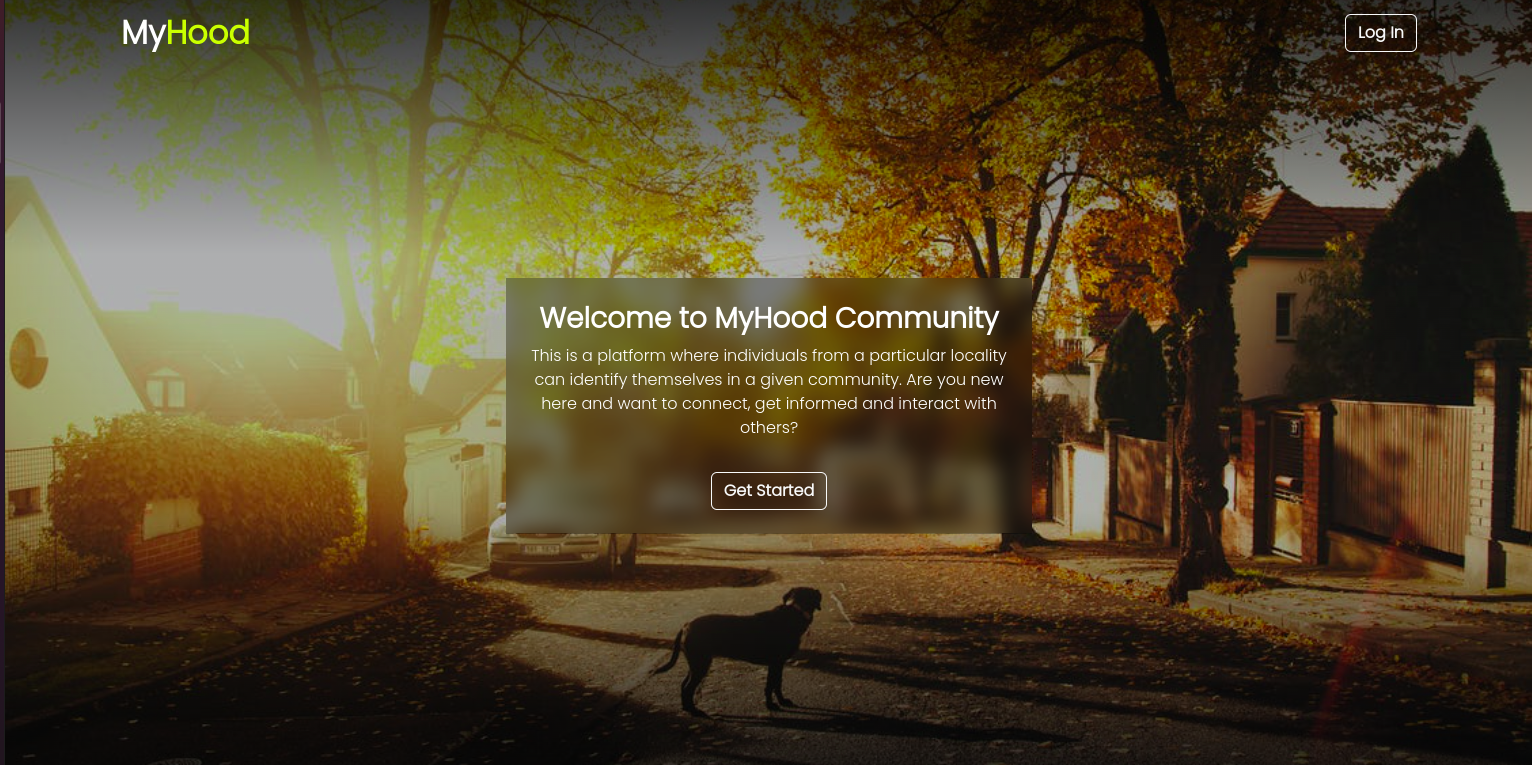 MyHood
Log In
Welcome to MyHood Community
This is a platform where individuals from a particular locality
can identify themselves in a given community. Are you new
here and want to connect, get informed and interact with
others?
Get Started